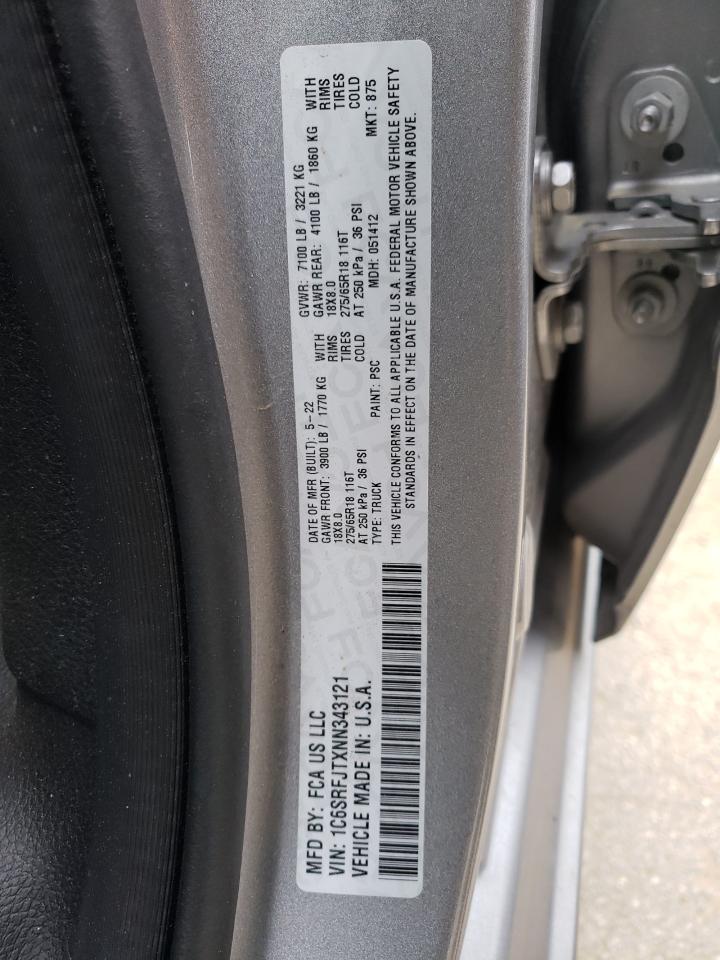 MFD BY: FCA US LLC
VIN: 1C6SRFJTXNN343121
VEHICLE MADE IN: U.S.A.
DATE OF MFR (BUILT): 5-22 GVWR: 7100 LB / 3221 KG
GAWR FRONT: 3900 LB / 1770 KG WITH GAWR REAR: 4100 LB / 1860 KG WITH
18X8.0 RIMS 18X8.0 RIMS
275/65R18 116T TIRES 275/65R18 116T TIRES
AT 250 kPa / 36 PSI COLD AT 250 kPa / 36 PSI COLD
TYPE: TRUCK PAINT: PSC MDH: 051412 MKT: 875
THIS VEHICLE CONFORMS TO ALL APPLICABLE U.S.A. FEDERAL MOTOR VEHICLE SAFETY
STANDARDS IN EFFECT ON THE DATE OF MANUFACTURE SHOWN ABOVE.